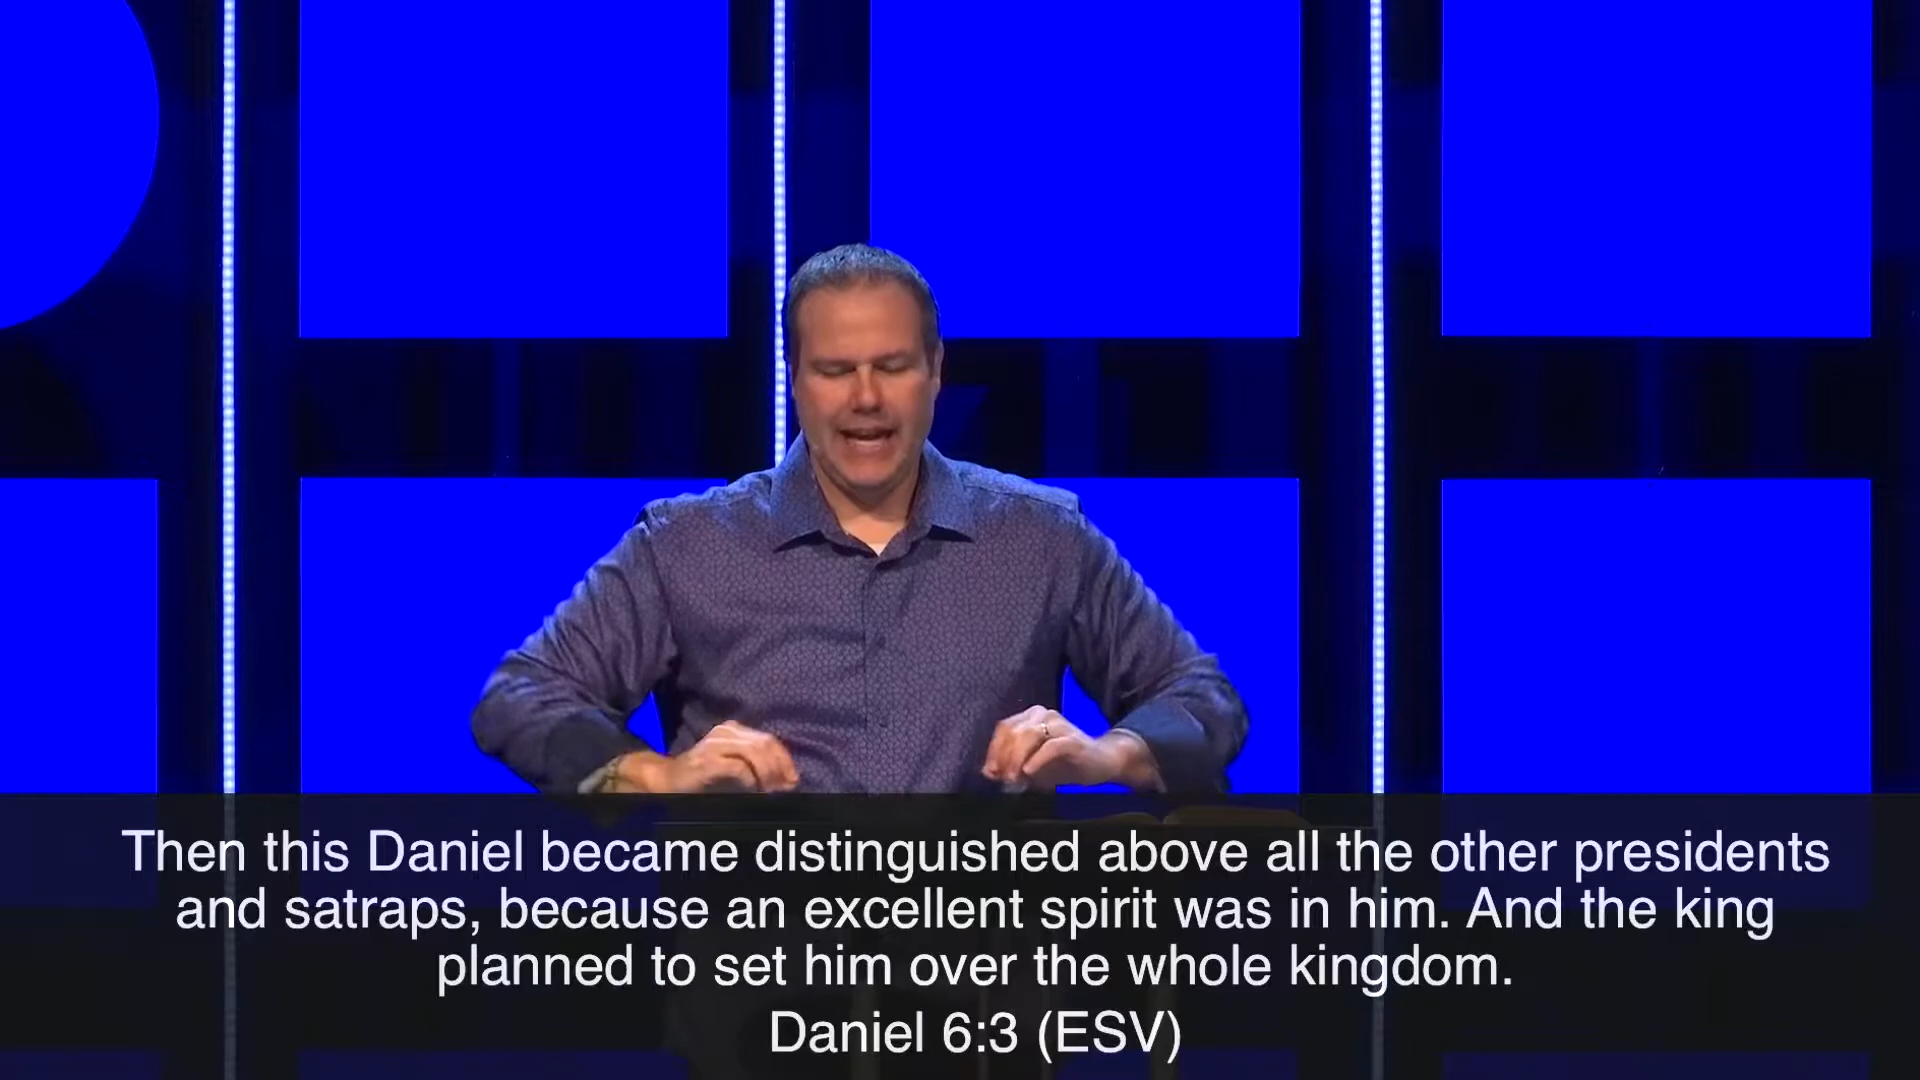 Then this Daniel became distinguished above all the other presidents
and satraps, because an excellent spirit was in him. And the king
planned to set him over the whole kingdom.
Daniel 6:3 (ESV)